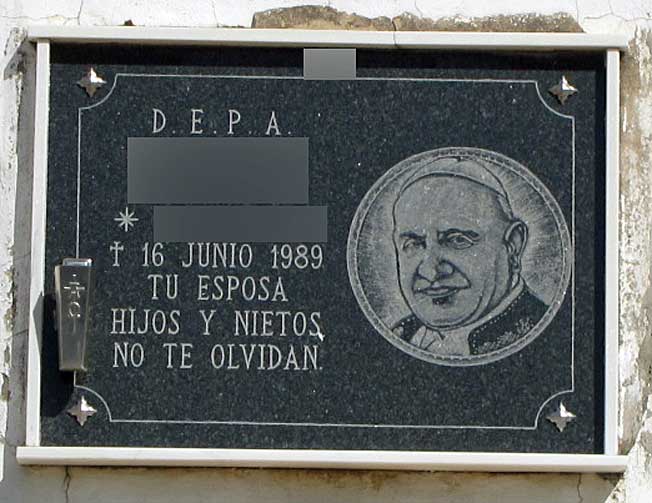 D.E.P.A.
*
† 16 JUNIO 1989
TU ESPOSA
HIJOS Y NIETOS,
NO TE OLVIDAN.